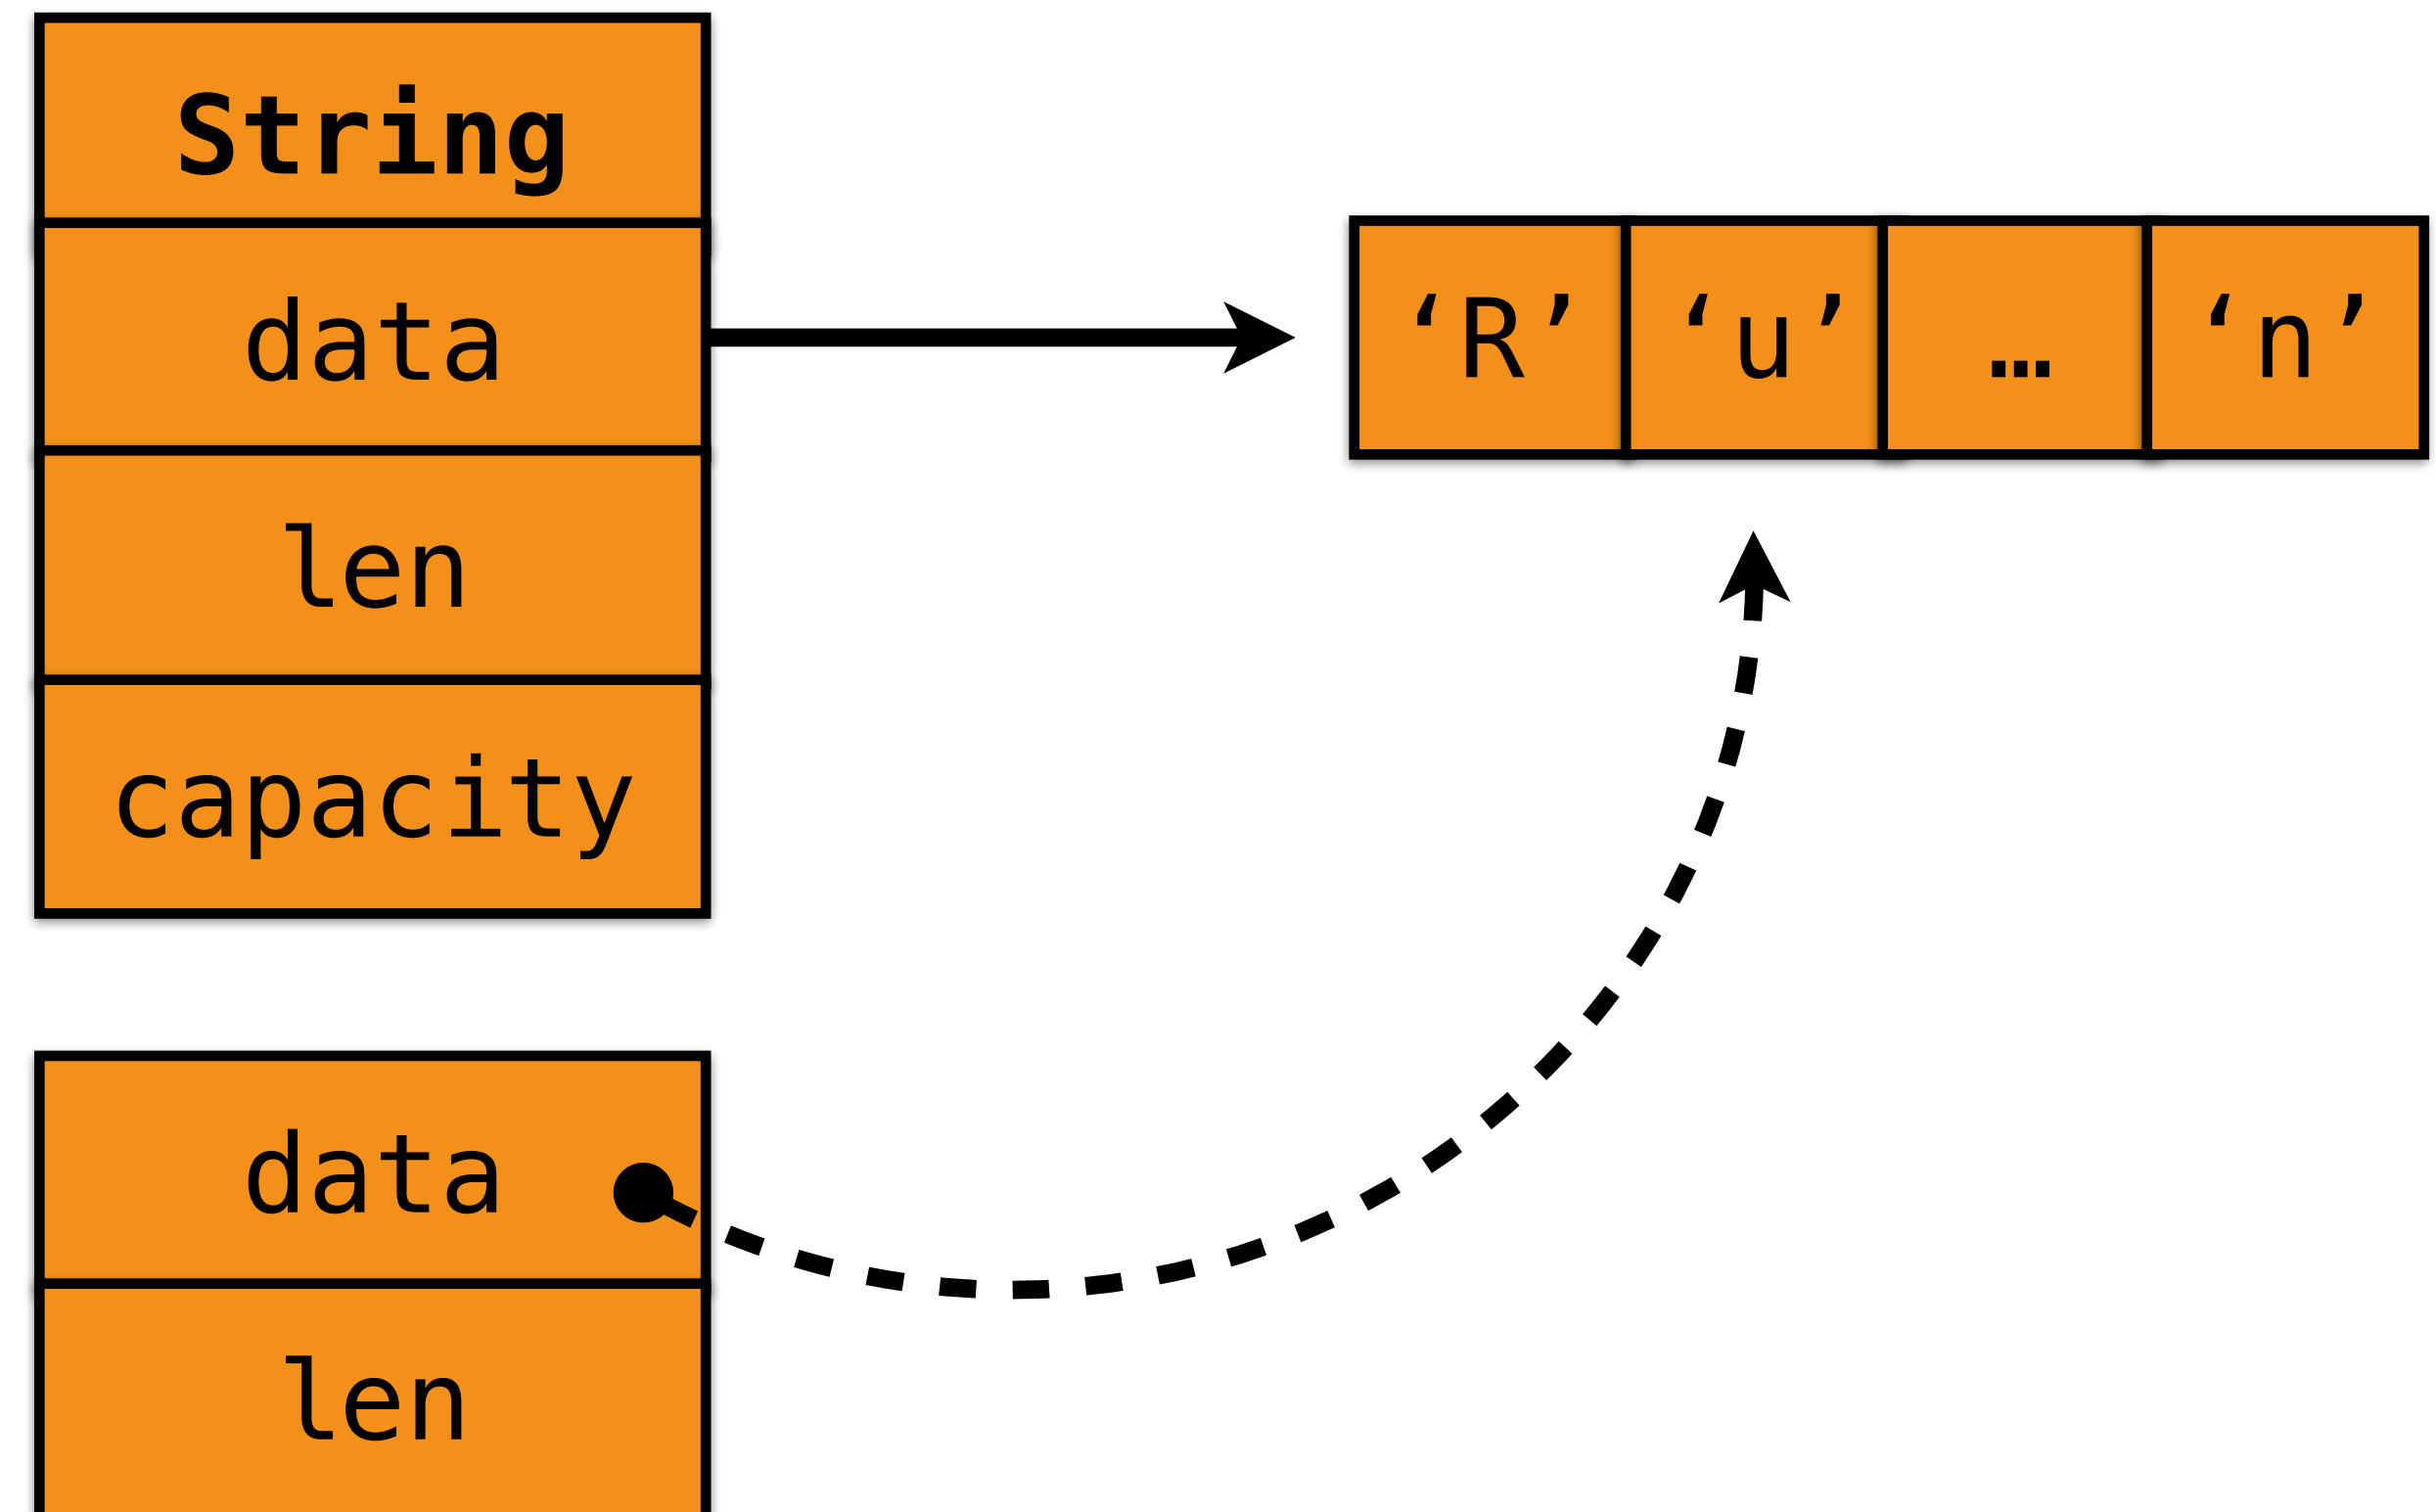 String
data
‘R’ ‘u’ … ‘n’
len
capacity
data
len